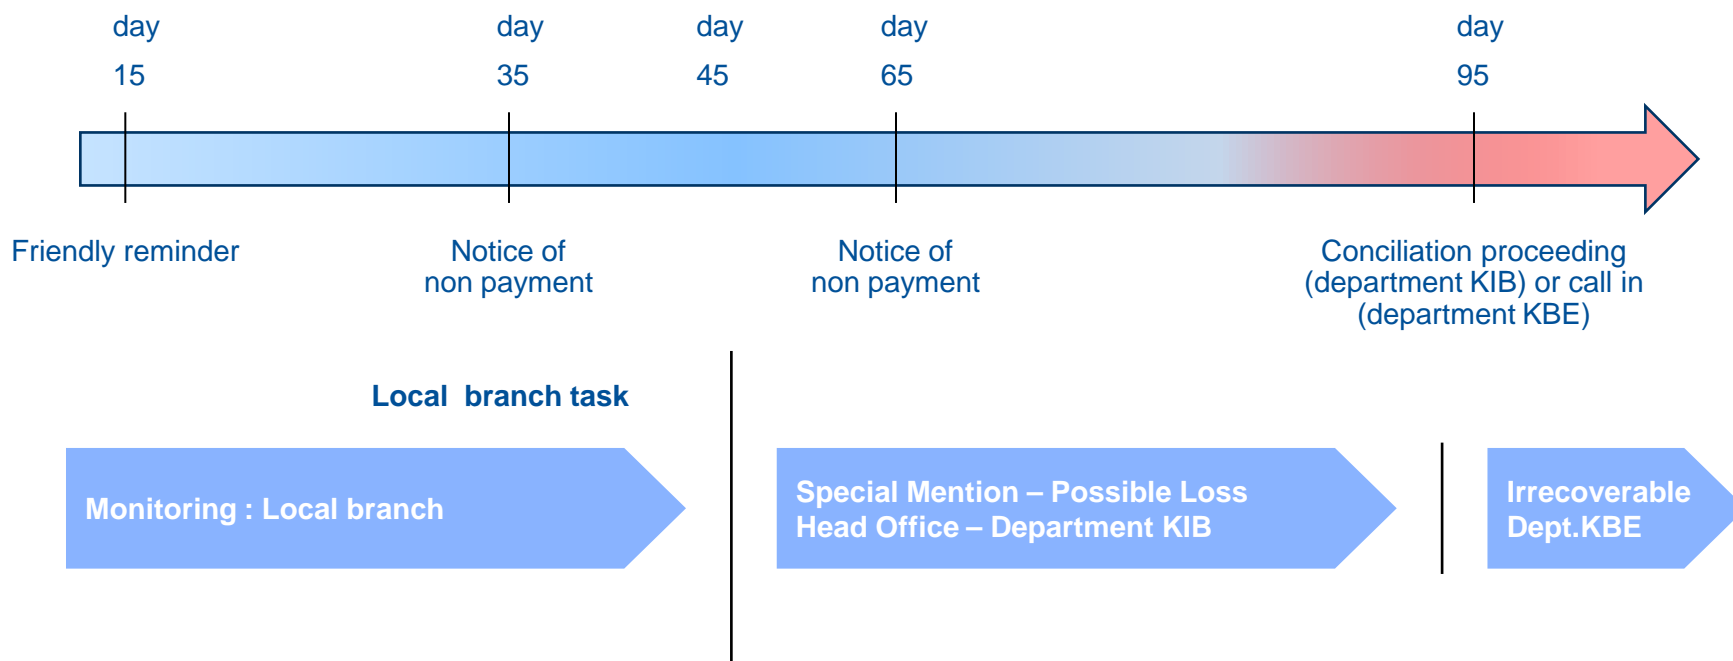 day
15
day
35
day
45
day
65
day
95
Friendly reminder
Notice of
non payment
Notice of
non payment
Conciliation proceeding
(department KIB) or call in
(department KBE)
Local branch task
Monitoring : Local branch
Special Mention – Possible Loss
Head Office – Department KIB
Irrecoverable
Dept.KBE